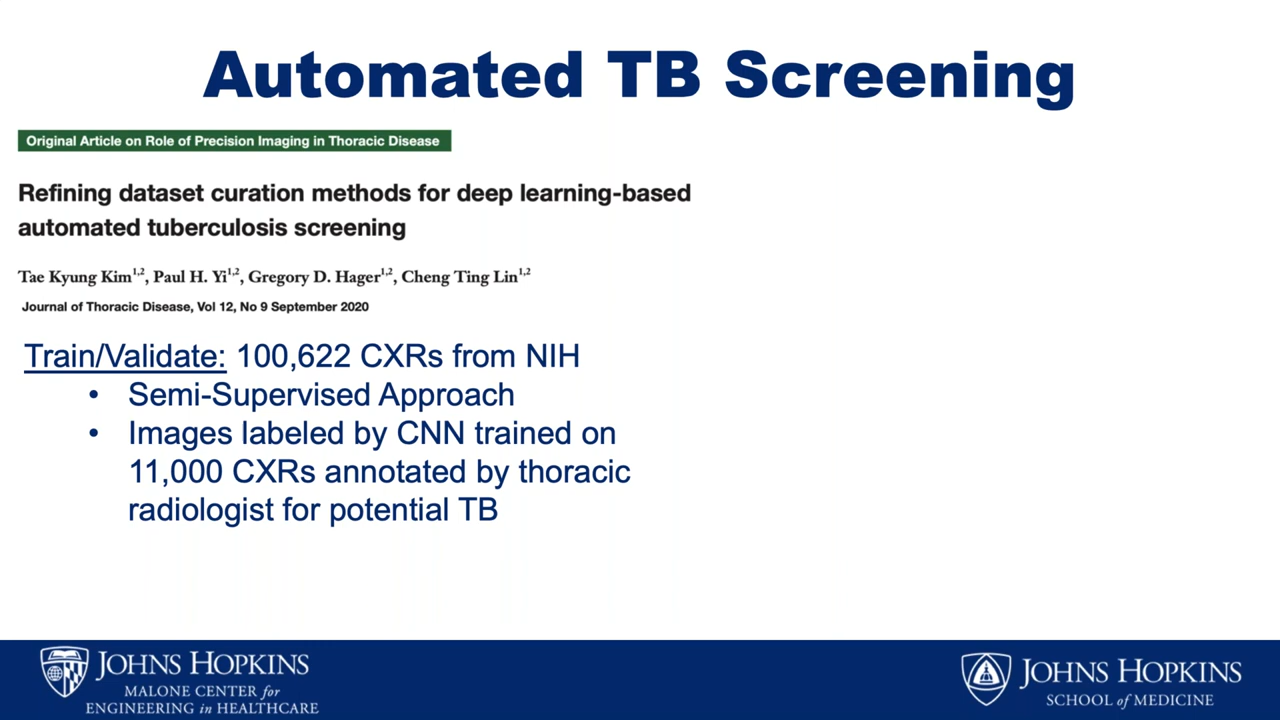 Automated TB Screening
Original Article on Role of Precision Imaging in Thoracic Disease
Refining dataset curation methods for deep learning-based
automated tuberculosis screening
Tae Kyung Kim1,2, Paul H. Yi1,2, Gregory D. Hager1,2, Cheng Ting Lin1,2
Journal of Thoracic Disease, Vol 12, No 9 September 2020
Train/Validate: 100,622 CXRs from NIH
• Semi-Supervised Approach
• Images labeled by CNN trained on
11,000 CXRs annotated by thoracic
radiologist for potential TB
JOHNS HOPKINS
MALONE CENTER for
ENGINEERING in HEALTHCARE
JOHNS HOPKINS
SCHOOL of MEDICINE